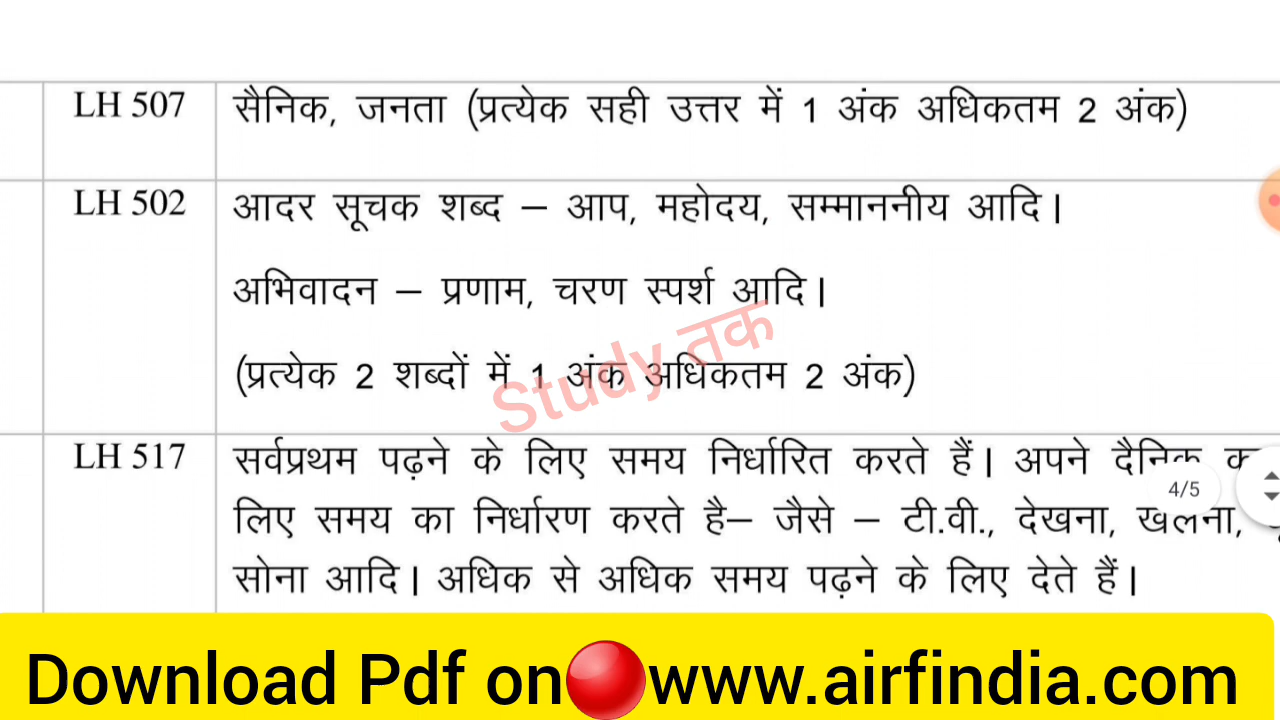 LH 507 सैनिक, जनता (प्रत्येक सही उत्तर में 1 अंक अधिकतम 2 अंक)
LH 502 आदर सूचक शब्द – आप, महोदय, सम्माननीय आदि।
अभिवादन – प्रणाम, चरण स्पर्श आदि।
(प्रत्येक 2 शब्दों में 1 अंक अधिकतम 2 अंक)
Study तक
LH 517 सर्वप्रथम पढ़ने के लिए समय निर्धारित करते हैं। अपने दैनिक
4/5
लिए समय का निर्धारण करते है– जैसे – टी.वी., देखना, खेलना,
सोना आदि। अधिक से अधिक समय पढ़ने के लिए देते हैं।
Download Pdf on www.airfindia.com